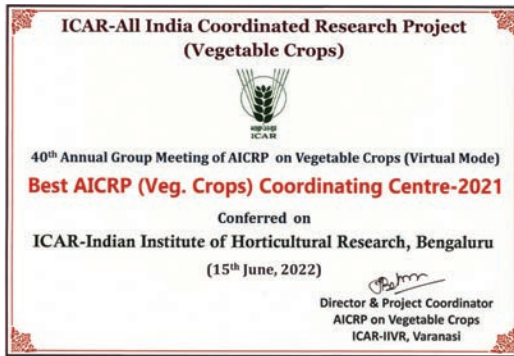 ICAR-All India Coordinated Research Project
(Vegetable Crops)
ICAR
40th Annual Group Meeting of AICRP on Vegetable Crops (Virtual Mode)
Best AICRP (Veg. Crops) Coordinating Centre-2021
Conferred on
ICAR-Indian Institute of Horticultural Research, Bengaluru
(15th June, 2022)
Director & Project Coordinator
AICRP on Vegetable Crops
ICAR-IIVR, Varanasi